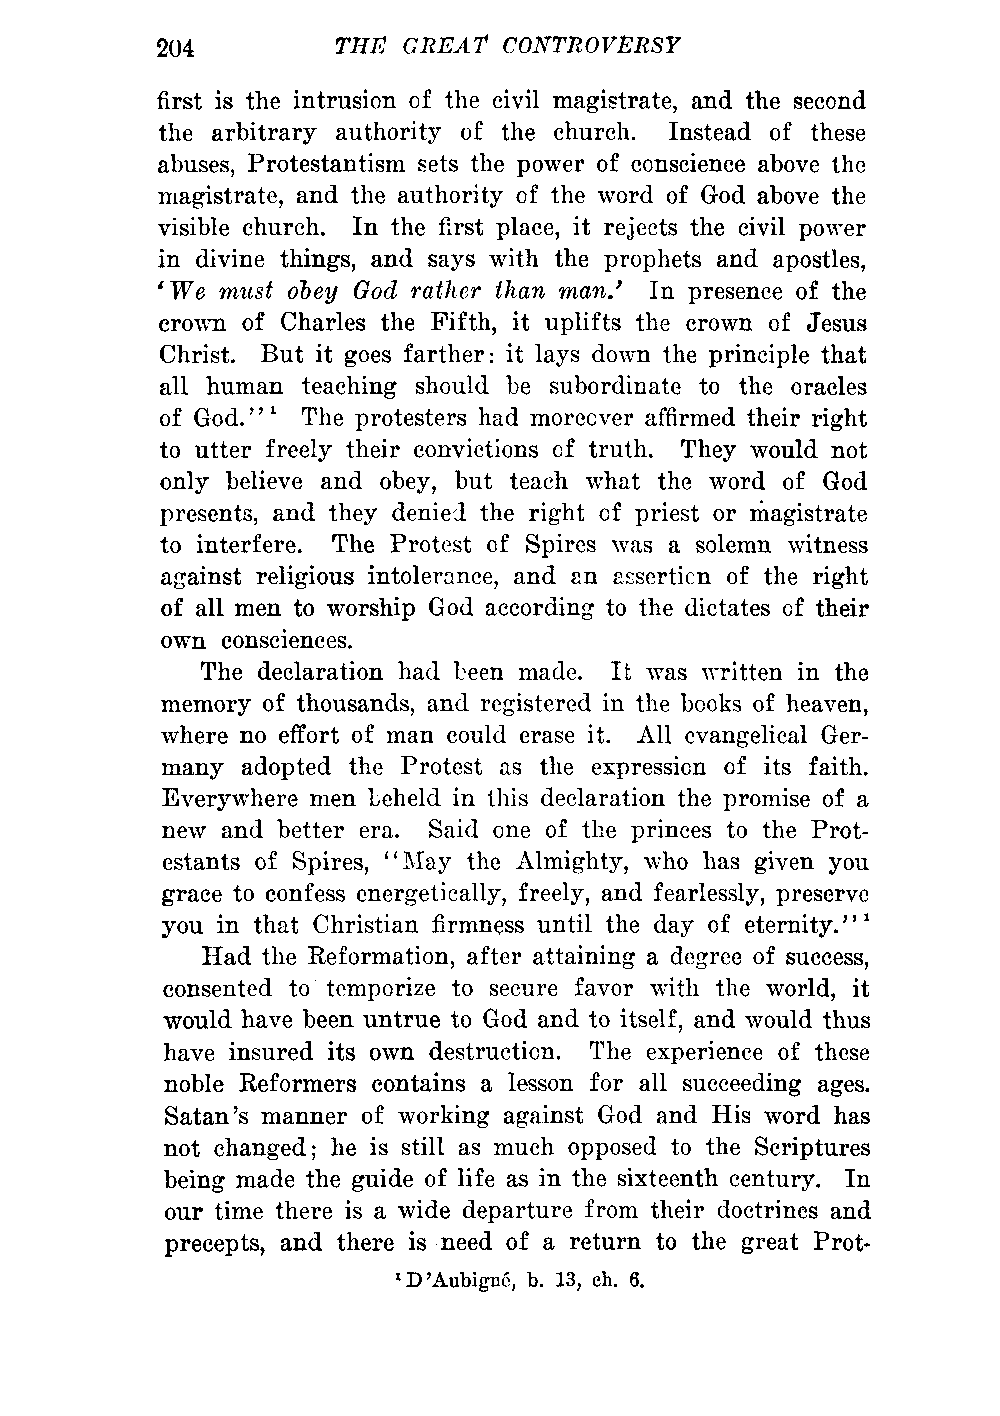 204 THE GREAT CONTROVERSY
first is the intrusion of the civil magistrate, and the second
the arbitrary authority of the church. Instead of these
abuses, Protestantism sets the power of conscience above the
magistrate, and the authority of the word of God above the
visible church. In the first place, it rejects the civil power
in divine things, and says with the prophets and apostles,
‘We must obey God rather than man.’ In presence of the
crown of Charles the Fifth, it uplifts the crown of Jesus
Christ. But it goes farther: it lays down the principle that
all human teaching should be subordinate to the oracles
of God.”¹ The protesters had moreover affirmed their right
to utter freely their convictions of truth. They would not
only believe and obey, but teach what the word of God
presents, and they denied the right of priest or magistrate
to interfere. The Protest of Spires was a solemn witness
against religious intolerance, and an assertion of the right
of all men to worship God according to the dictates of their
own consciences.
The declaration had been made. It was written in the
memory of thousands, and registered in the books of heaven,
where no effort of man could erase it. All evangelical Ger-
many adopted the Protest as the expression of its faith.
Everywhere men beheld in this declaration the promise of a
new and better era. Said one of the princes to the Prot-
estants of Spires, “May the Almighty, who has given you
grace to confess energetically, freely, and fearlessly, preserve
you in that Christian firmness until the day of eternity.”¹
Had the Reformation, after attaining a degree of success,
consented to temporize to secure favor with the world, it
would have been untrue to God and to itself, and would thus
have insured its own destruction. The experience of these
noble Reformers contains a lesson for all succeeding ages.
Satan’s manner of working against God and His word has
not changed; he is still as much opposed to the Scriptures
being made the guide of life as in the sixteenth century. In
our time there is a wide departure from their doctrines and
precepts, and there is need of a return to the great Prot-
¹ D’Aubigné, b. 13, ch. 6.